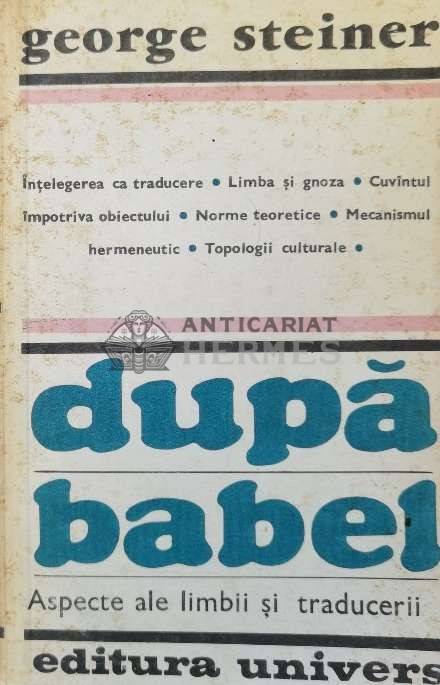 george steiner
Înțelegerea ca traducere • Limba și gnoza • Cuvîntul
împotriva obiectului • Norme teoretice • Mecanismul
hermeneutic • Topologii culturale •
ANTICARIAT
HERMES
după
babel
Aspecte ale limbii și traducerii
editura univers